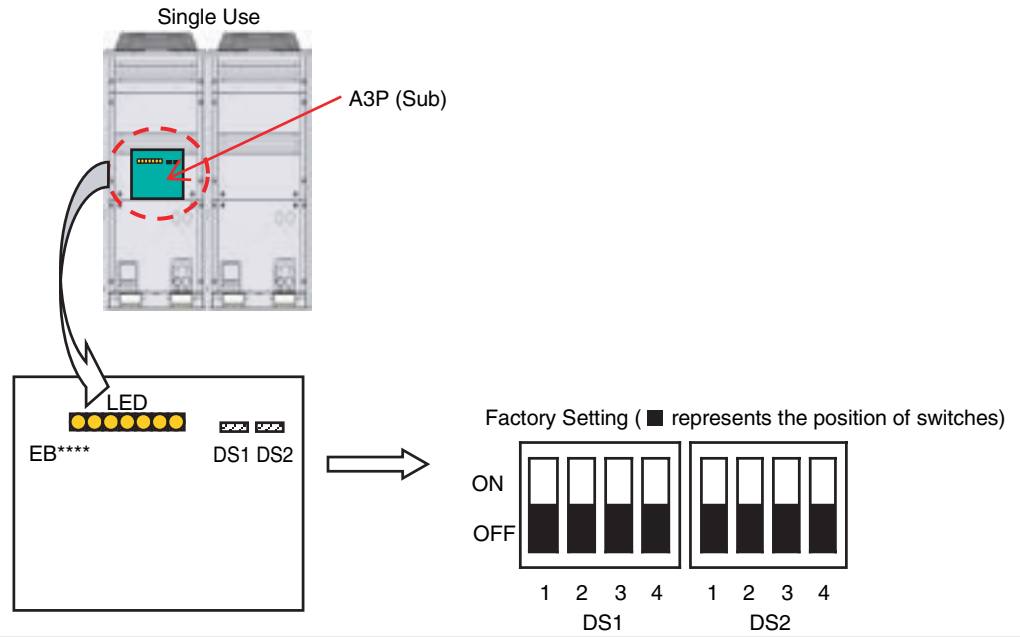 Single Use
A3P (Sub)
LED
EB****
DS1 DS2
Factory Setting ( ■ represents the position of switches)
ON
OFF
1 2 3 4 1 2 3 4
DS1 DS2